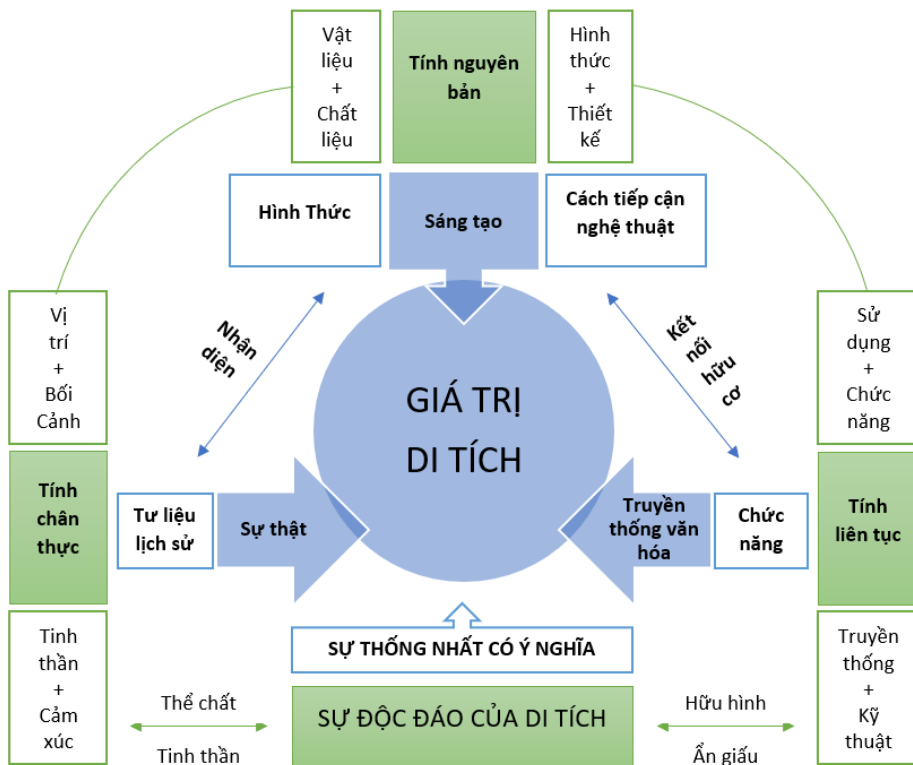 Vật
liệu
+
Chất
liệu
Tính nguyên
bản
Hình
thức
+
Thiết
kế
Hình Thức
Sáng tạo
Cách tiếp cận
nghệ thuật
Nhận
diện
Kết
nối
hữu
cơ
Vị
trí
+
Bối
Cảnh
GIÁ TRỊ
DI TÍCH
Sử
dụng
+
Chức
năng
Tính
chân
thực
Tư liệu
lịch sử
Sự thật
Truyền
thống văn
hóa
Chức
năng
Tính
liên tục
Tinh
thần
+
Cảm
xúc
SỰ THỐNG NHẤT CÓ Ý NGHĨA
Truyền
thống
+
Kỹ
thuật
Thể chất
Tinh thần
SỰ ĐỘC ĐÁO CỦA DI TÍCH
Hữu hình
Ẩn giấu